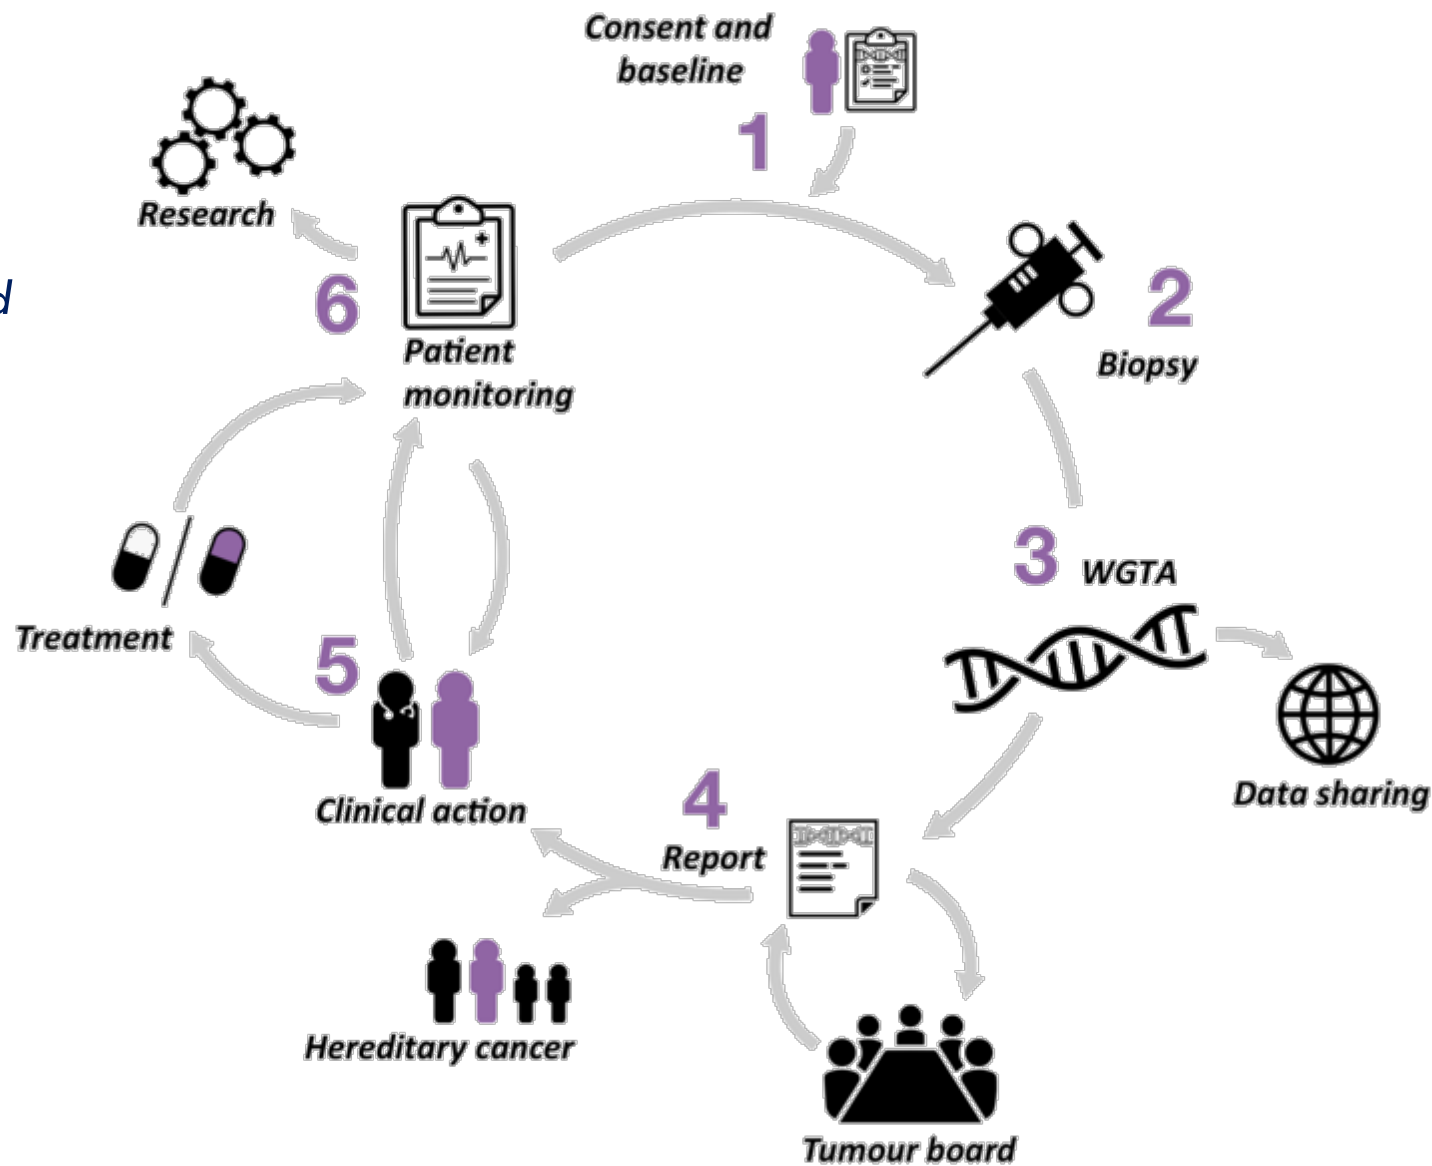 Consent and
baseline
1
Research
6
Patient
monitoring
2
Biopsy
3 WGTA
Treatment
5
Clinical action
4
Report
Data sharing
Hereditary cancer
Tumour board